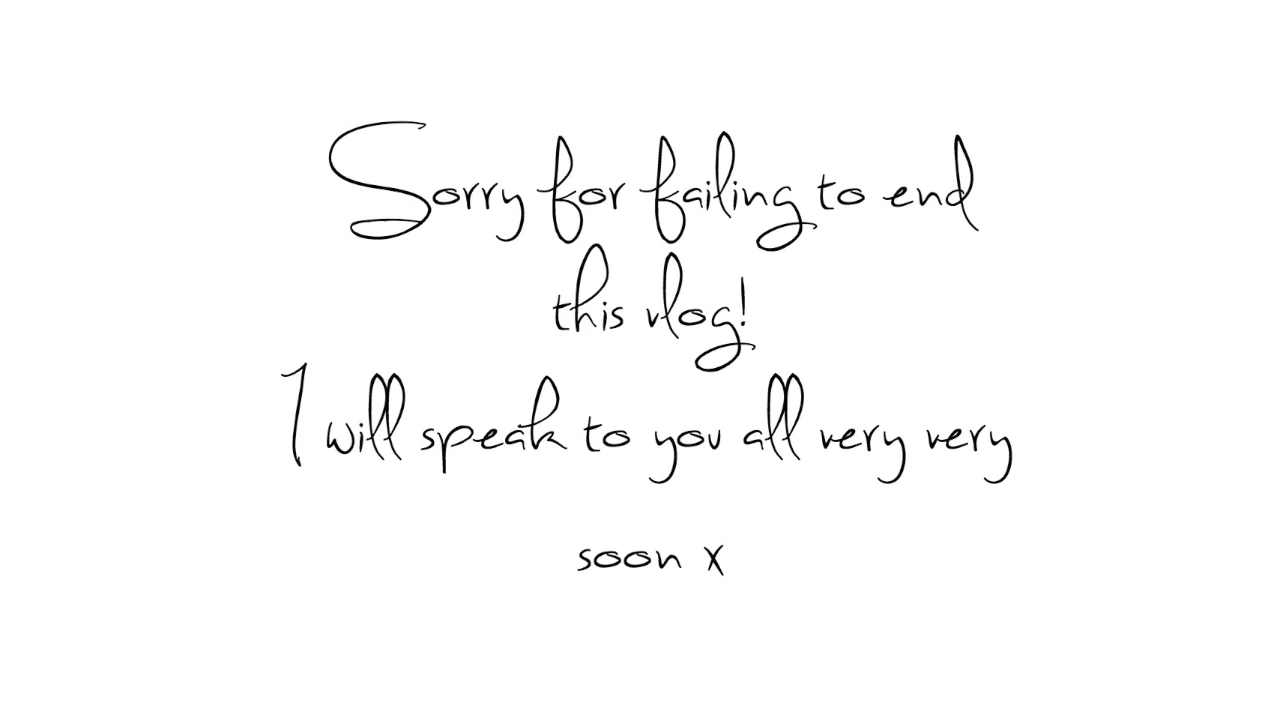 Sorry for failing to end
this vlog!
I will speak to you all very very
soon x